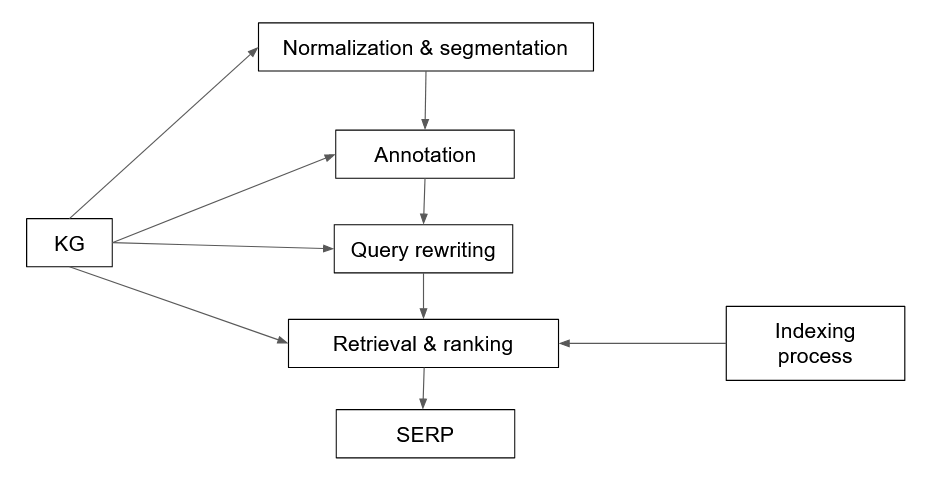 Normalization & segmentation
Annotation
KG
Query rewriting
Retrieval & ranking
Indexing
process
SERP